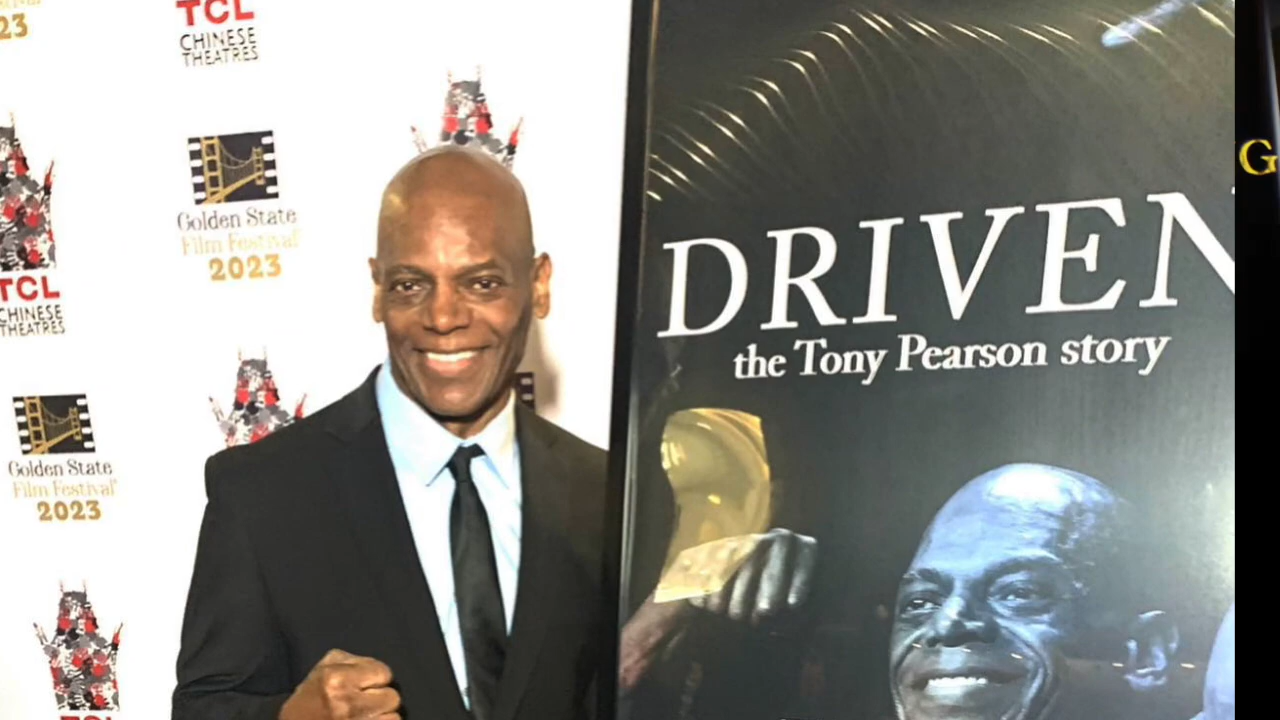 23
TCL
CHINESE
THEATRES
Golden State
Film Festival
2023
TCL
CHINESE
THEATRES
Golden State
Film Festival
2023
DRIVEN
the Tony Pearson story
G